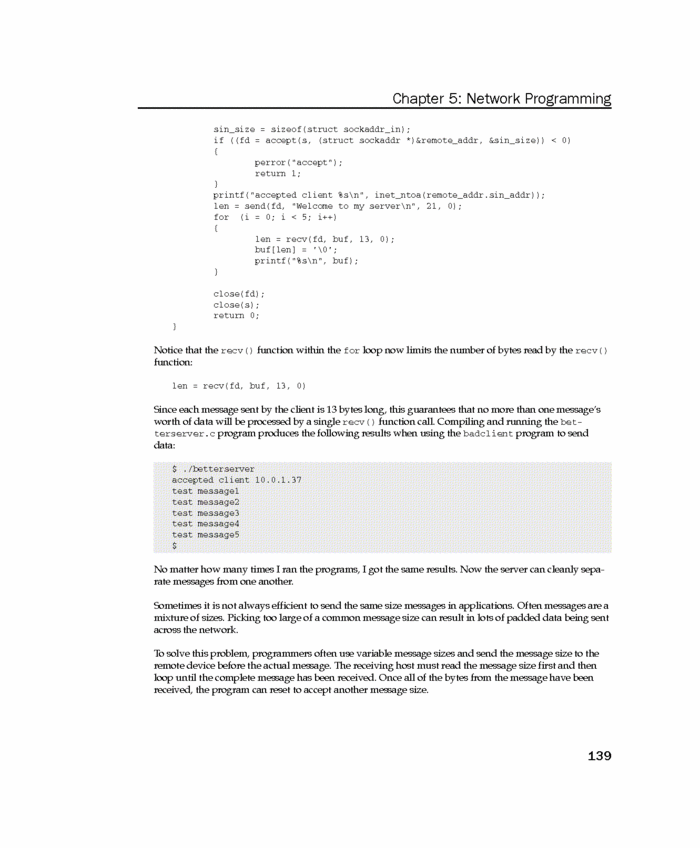 Chapter 5: Network Programming
sin_size = sizeof(struct sockaddr_in);
if ((fd = accept(s, (struct sockaddr *)&remote_addr, &sin_size)) < 0)
{
perror("accept");
return 1;
}
printf("accepted client %s\n", inet_ntoa(remote_addr.sin_addr));
len = send(fd, "Welcome to my server\n", 21, 0);
for (i = 0; i < 5; i++)
{
len = recv(fd, buf, 13, 0);
buf[len] = '\0';
printf("%s\n", buf);
}
close(fd);
close(s);
return 0;
}
Notice that the recv() function within the for loop now limits the number of bytes read by the recv()
function:
len = recv(fd, buf, 13, 0)
Since each message sent by the client is 13 bytes long, this guarantees that no more than one message's
worth of data will be processed by a single recv() function call. Compiling and running the bet-
terserver.c program produces the following results when using the badclient program to send
data:
$ ./betterserver
accepted client 10.0.1.37
test message1
test message2
test message3
test message4
test message5
$
No matter how many times I ran the programs, I got the same results. Now the server can cleanly sepa-
rate messages from one another.
Sometimes it is not always efficient to send the same size messages in applications. Often messages are a
mixture of sizes. Picking too large of a common message size can result in lots of padded data being sent
across the network.
To solve this problem, programmers often use variable message sizes and send the message size to the
remote device before the actual message. The receiving host must read the message size first and then
loop until the complete message has been received. Once all of the bytes from the message have been
received, the program can reset to accept another message size.
139